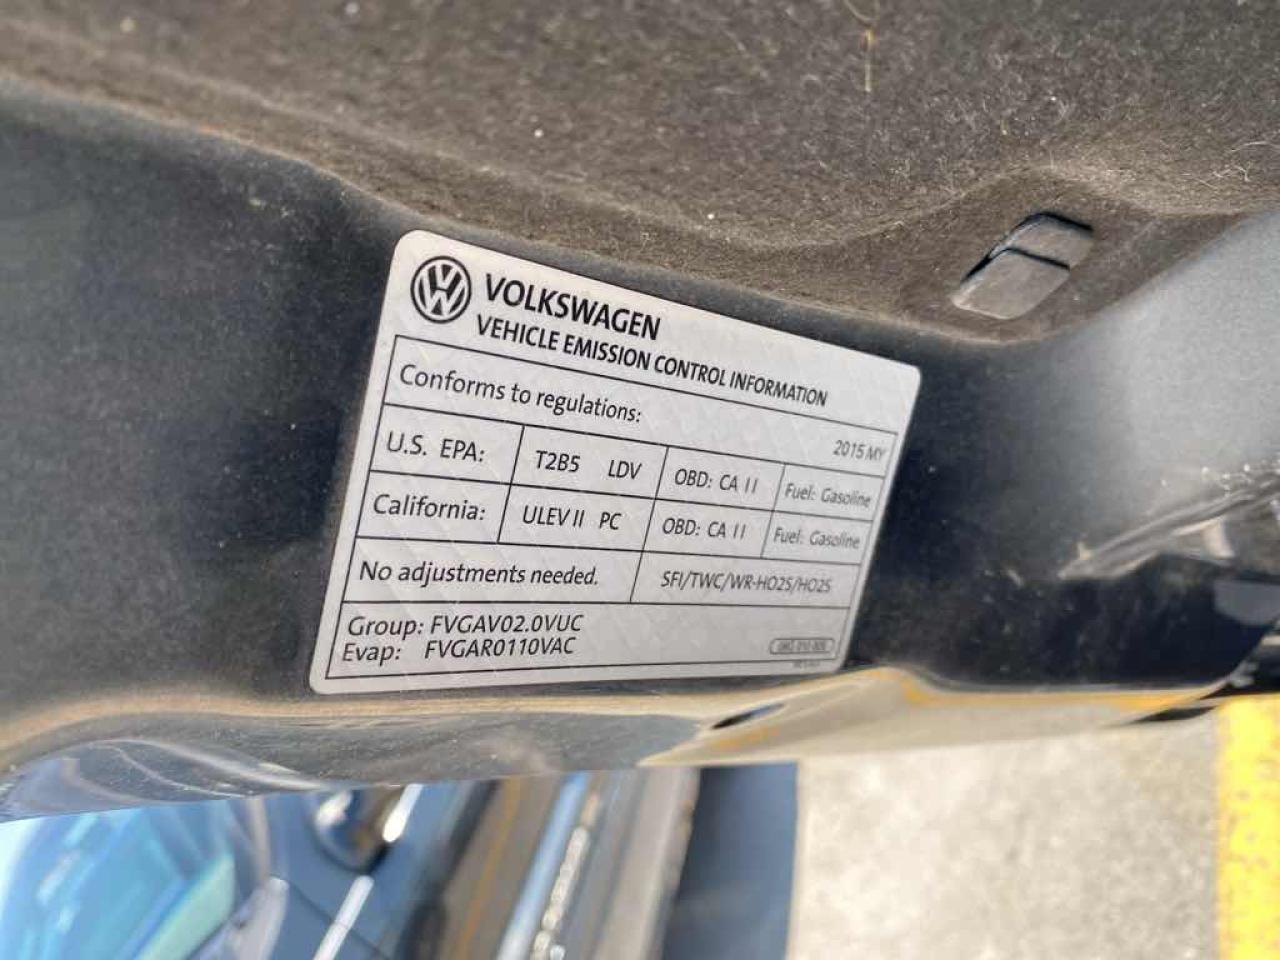 VOLKSWAGEN
VEHICLE EMISSION CONTROL INFORMATION
Conforms to regulations: 2015 MY
U.S. EPA: T2B5 LDV OBD: CA II Fuel: Gasoline
California: ULEV II PC OBD: CA II Fuel: Gasoline
No adjustments needed. SFI/TWC/WR-HO2S/HO2S
Group: FVGAV02.0VUC
Evap: FVGAR0110VAC